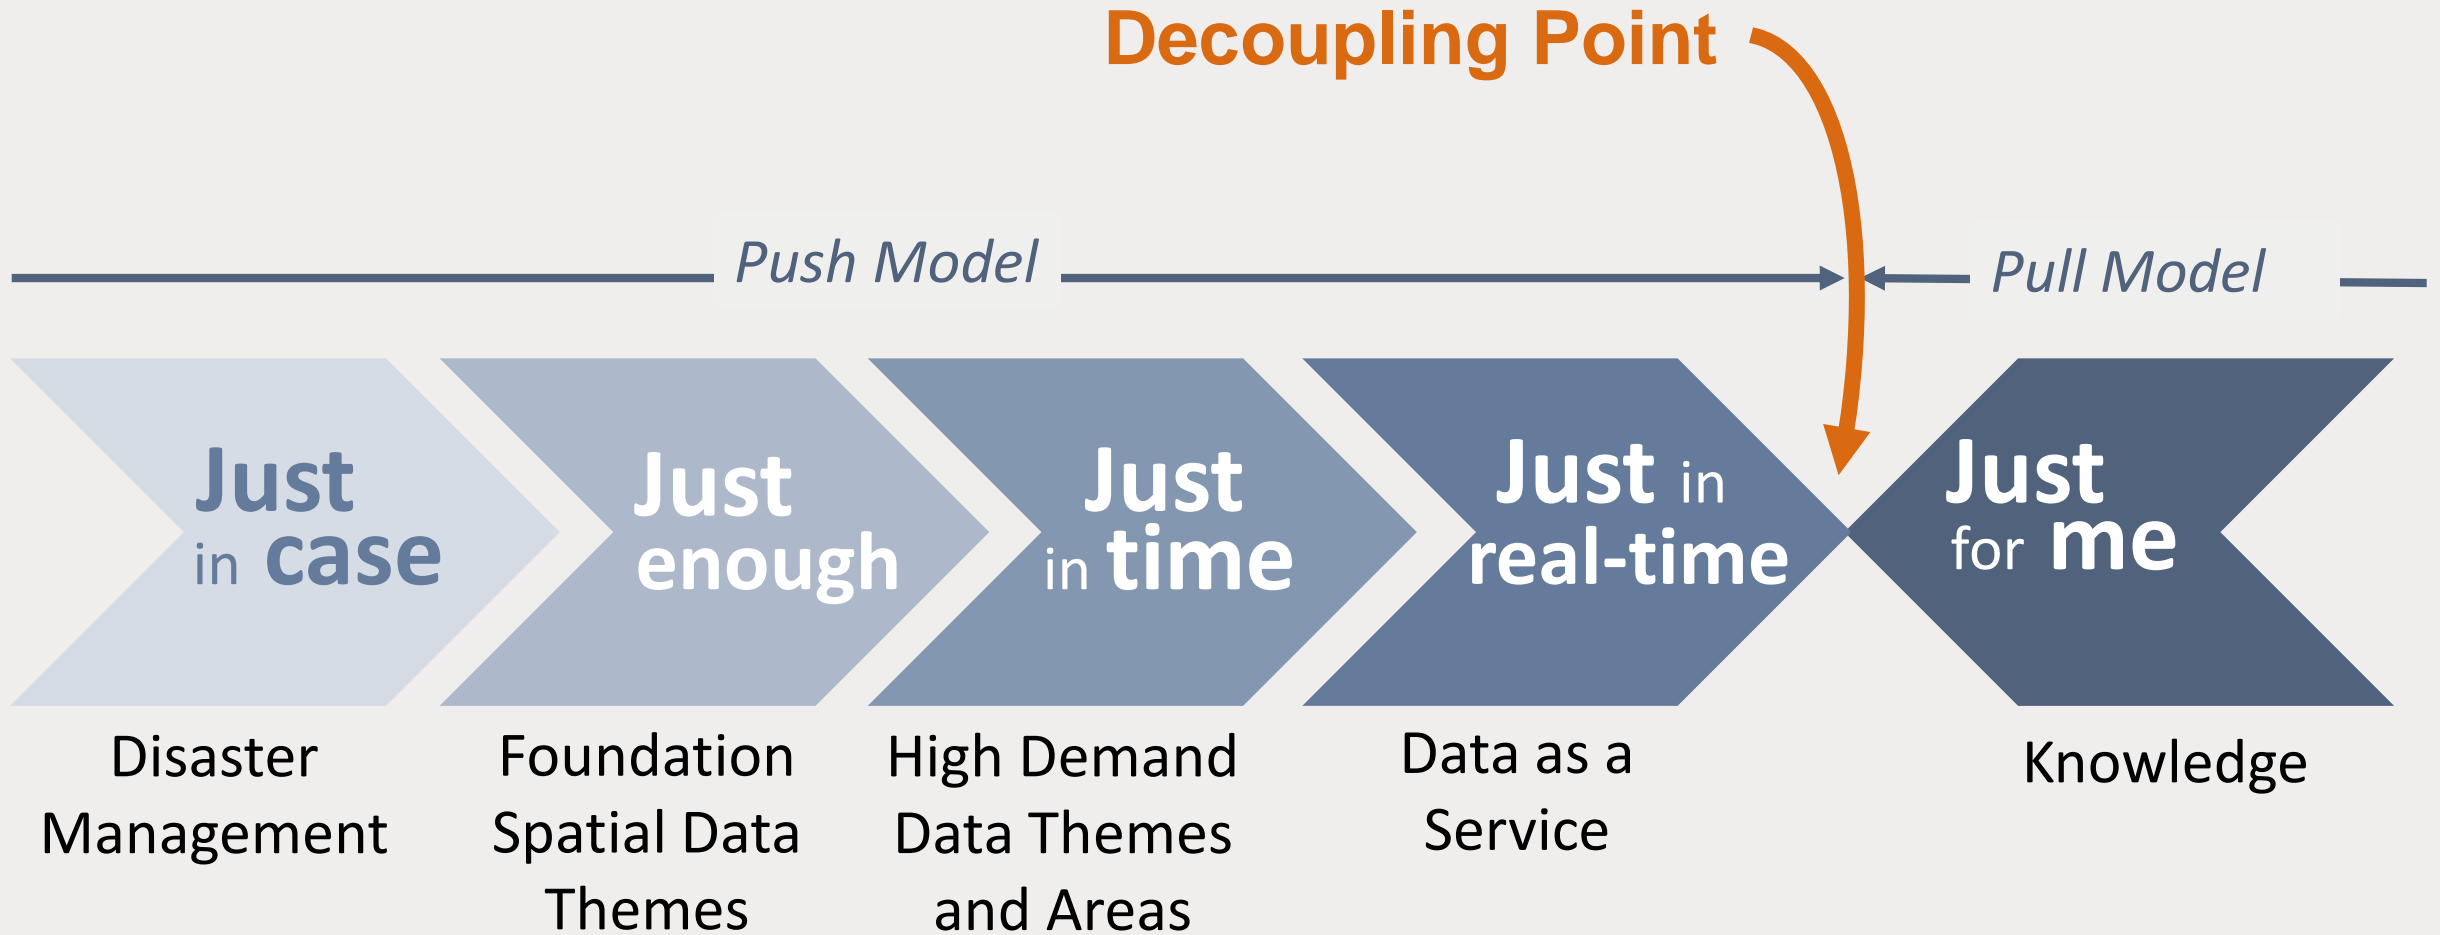 Decoupling Point
Push Model
Pull Model
Just
in case
Just
enough
Just
in time
Just in
real-time
Just
for me
Disaster
Management
Foundation
Spatial Data
Themes
High Demand
Data Themes
and Areas
Data as a
Service
Knowledge